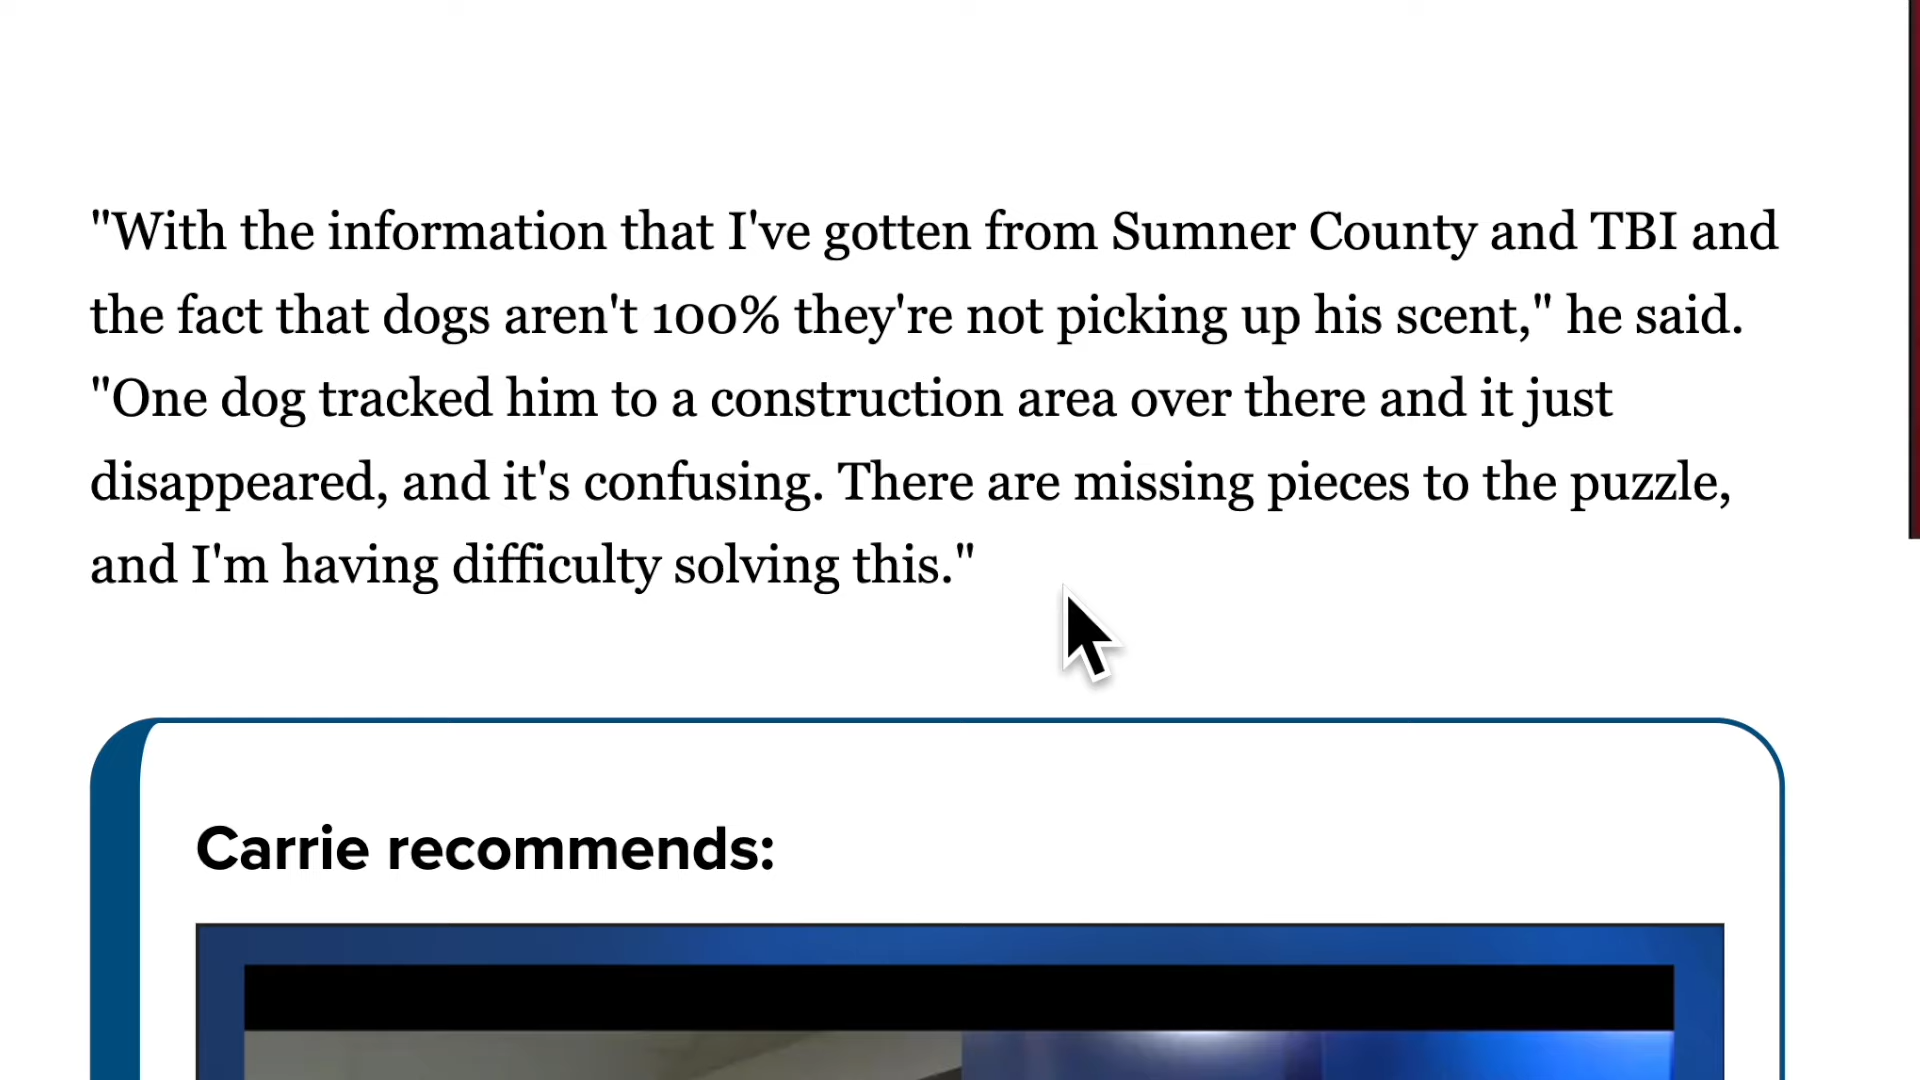 "With the information that I've gotten from Sumner County and TBI and
the fact that dogs aren't 100% they're not picking up his scent," he said.
"One dog tracked him to a construction area over there and it just
disappeared, and it's confusing. There are missing pieces to the puzzle,
and I'm having difficulty solving this."
Carrie recommends: